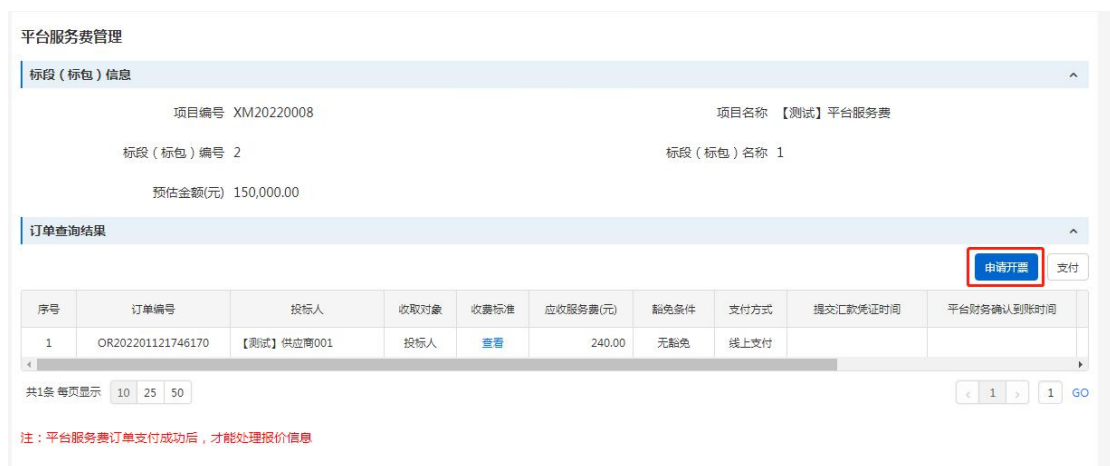 平台服务费管理
标段（标包）信息
项目编号 XM20220008 项目名称 【测试】平台服务费
标段（标包）编号 2 标段（标包）名称 1
预估金额(元) 150,000.00
订单查询结果
申请开票 支付
序号 订单编号 投标人 收取对象 收费标准 应收服务费(元) 豁免条件 支付方式 提交汇款凭证时间 平台财务确认到账时间
1 OR202201121746170 【测试】供应商001 投标人 查看 240.00 无豁免 线上支付
共1条 每页显示 10 25 50 ‹ 1 › 1 GO
注：平台服务费订单支付成功后，才能处理报价信息